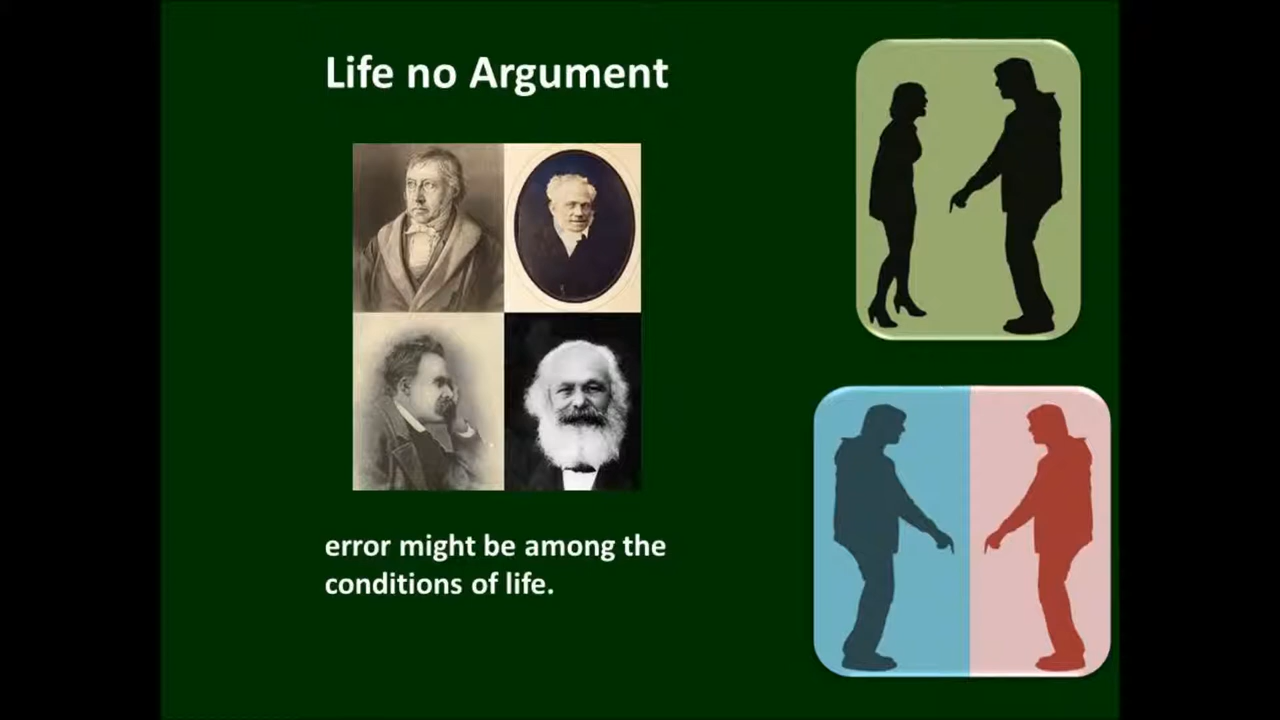 Life no Argument
error might be among the
conditions of life.